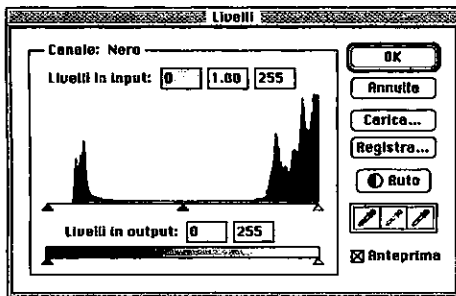 Livelli
Canale: Nero
Livelli in input: 0 1.00 255
Livelli in output: 0 255
OK
Annulla
Carica...
Registra...
Auto
Anteprima